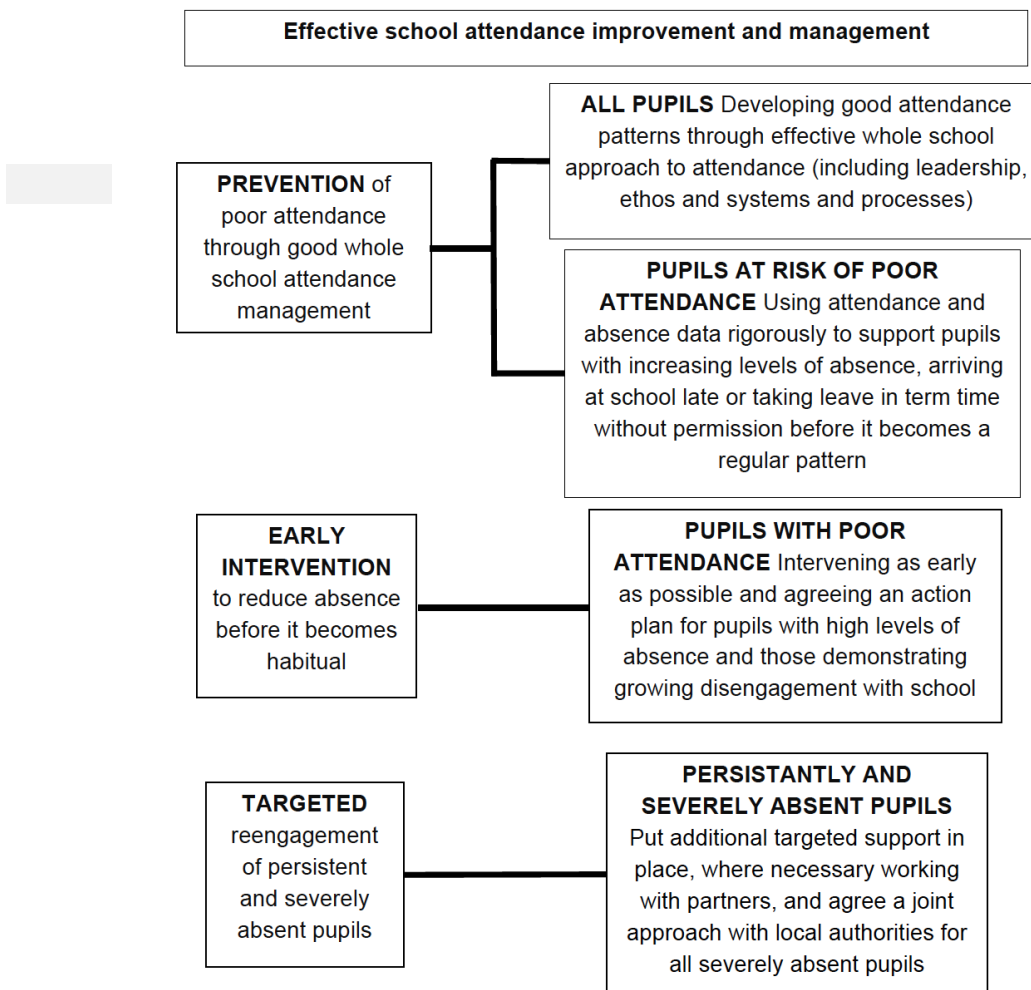 Effective school attendance improvement and management
PREVENTION of
poor attendance
through good whole
school attendance
management
ALL PUPILS Developing good attendance
patterns through effective whole school
approach to attendance (including leadership,
ethos and systems and processes)
PUPILS AT RISK OF POOR
ATTENDANCE Using attendance and
absence data rigorously to support pupils
with increasing levels of absence, arriving
at school late or taking leave in term time
without permission before it becomes a
regular pattern
EARLY
INTERVENTION
to reduce absence
before it becomes
habitual
PUPILS WITH POOR
ATTENDANCE Intervening as early
as possible and agreeing an action
plan for pupils with high levels of
absence and those demonstrating
growing disengagement with school
TARGETED
reengagement
of persistent
and severely
absent pupils
PERSISTANTLY AND
SEVERELY ABSENT PUPILS
Put additional targeted support in
place, where necessary working
with partners, and agree a joint
approach with local authorities for
all severely absent pupils